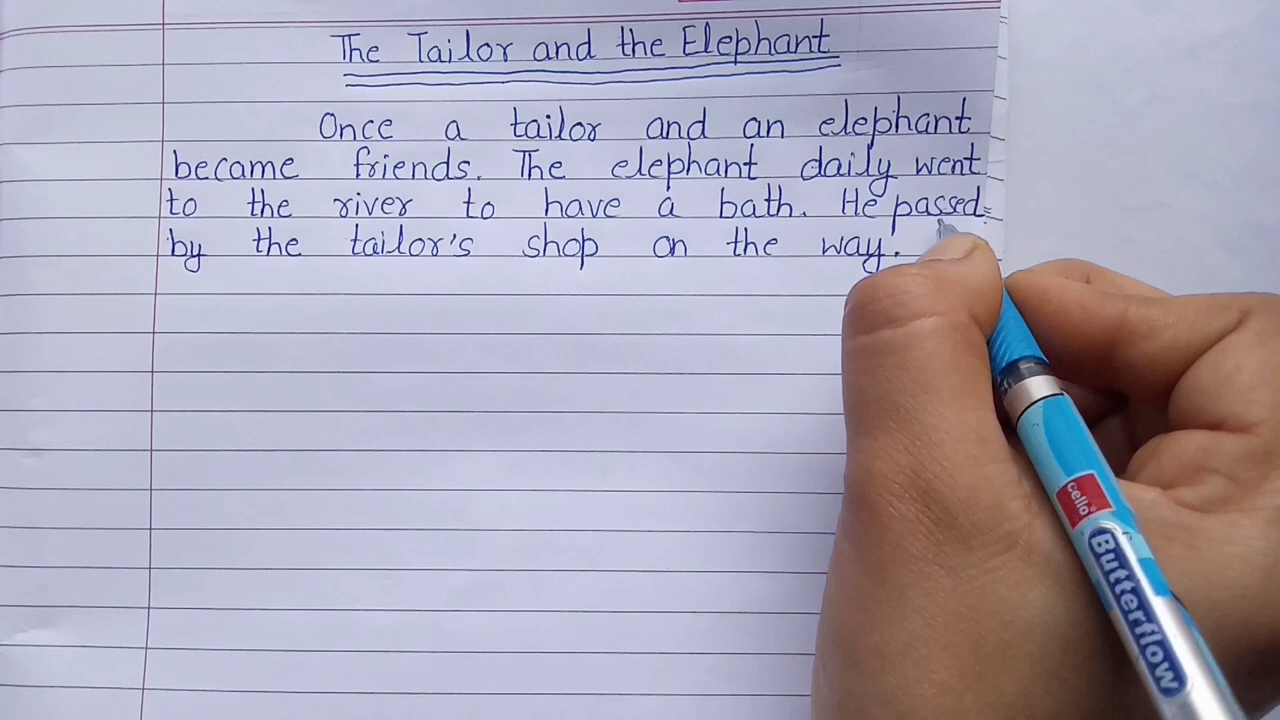 The Tailor and the Elephant
Once a tailor and an elephant
became friends. The elephant daily went
to the river to have a bath. He passed
by the tailor's shop on the way.
cello
Butterflow